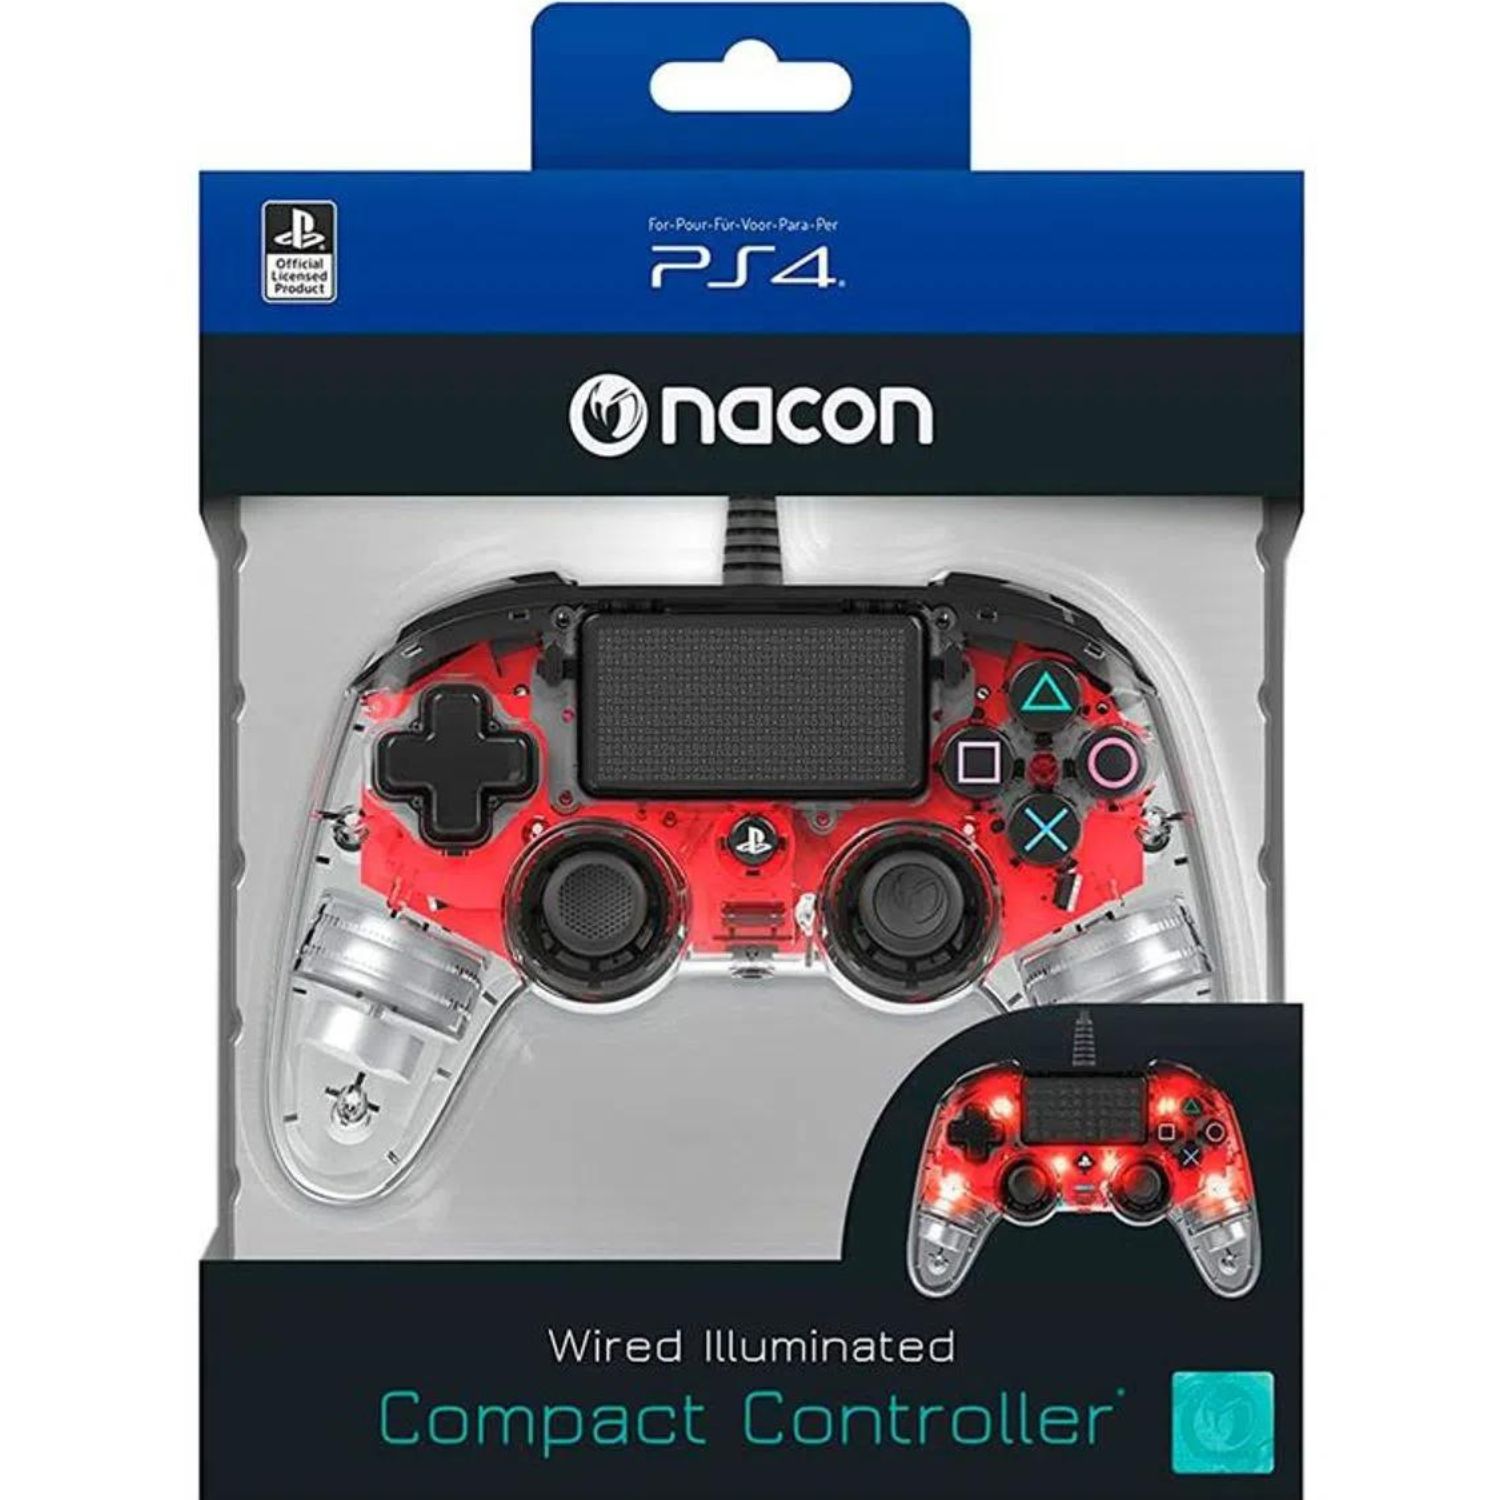 For-Pour-Für-Voor-Para-Per
PS4®
Official
Licensed
Product
nacon
Wired Illuminated
Compact Controller*